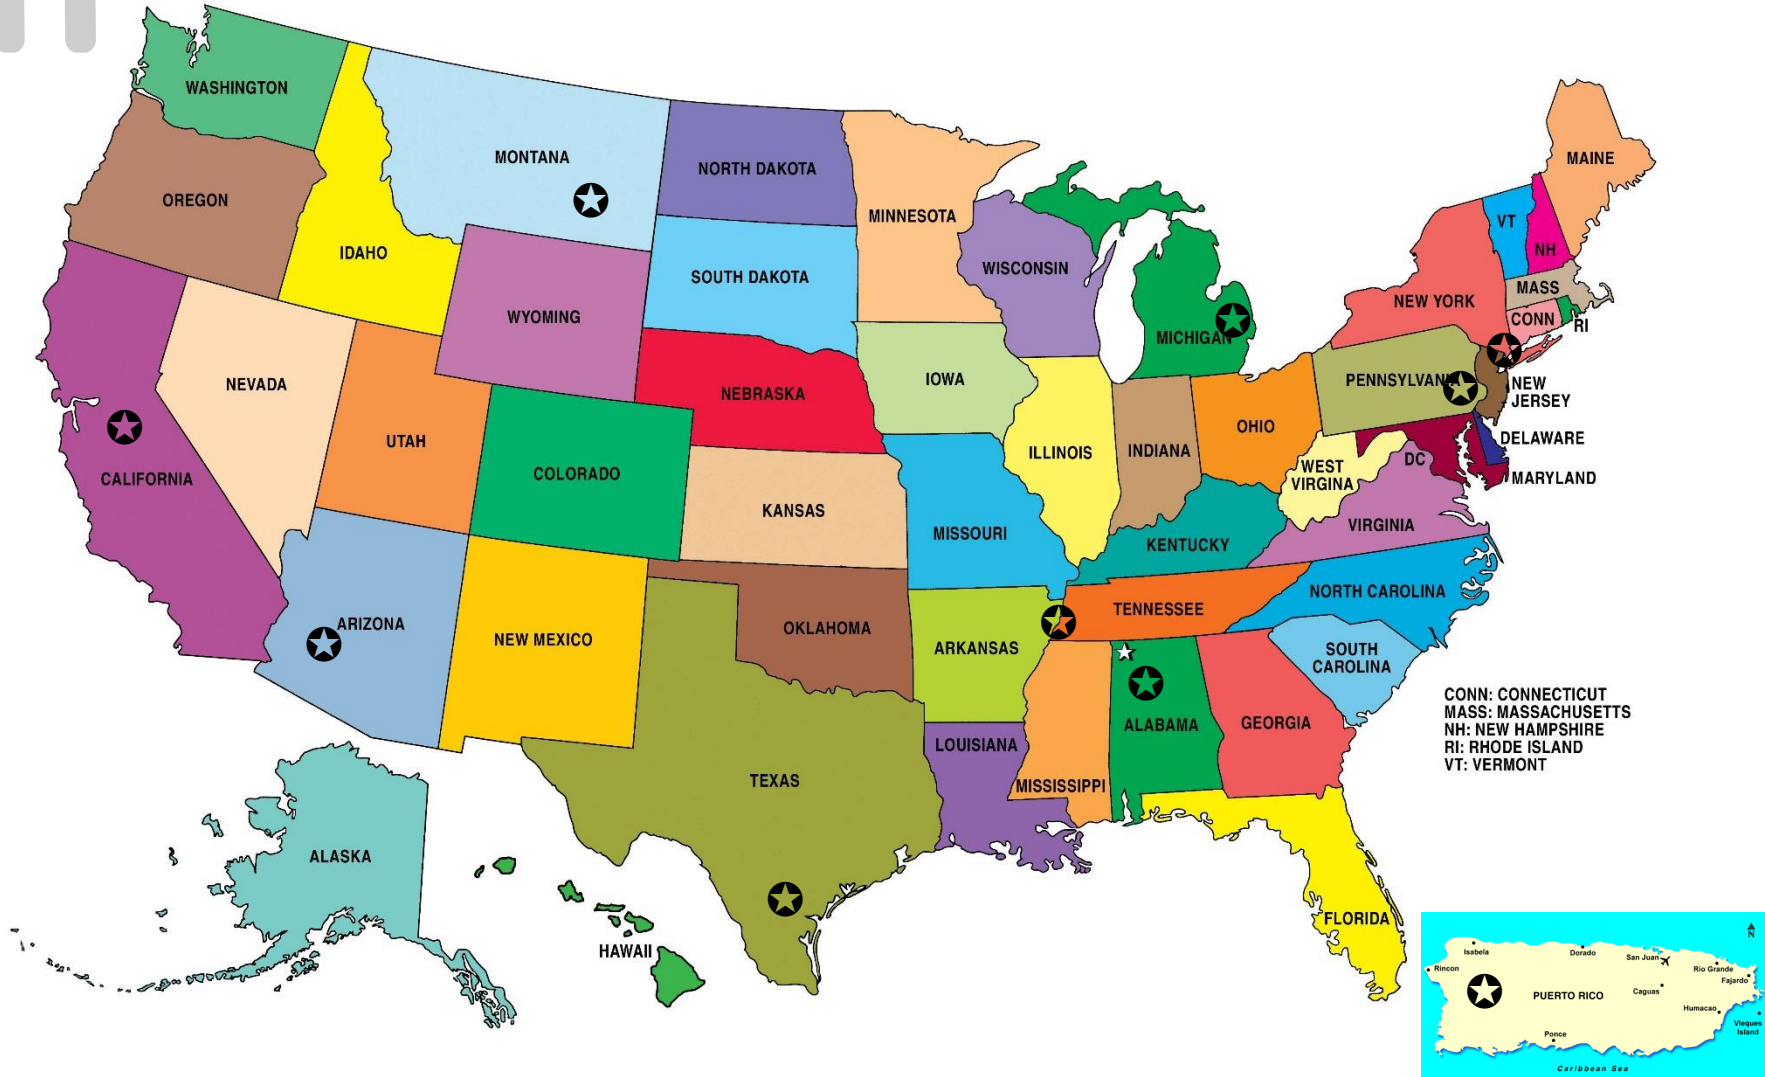 WASHINGTON
MONTANA
NORTH DAKOTA
MINNESOTA
MAINE
OREGON
IDAHO
VT
NH
WYOMING
SOUTH DAKOTA
WISCONSIN
MICHIGAN
NEW YORK
MASS
CONN
RI
NEVADA
UTAH
NEBRASKA
IOWA
PENNSYLVANIA
NEW
JERSEY
CALIFORNIA
COLORADO
KANSAS
MISSOURI
ILLINOIS
INDIANA
OHIO
WEST
VIRGINA
DC
DELAWARE
MARYLAND
VIRGINIA
KENTUCKY
ARIZONA
NEW MEXICO
OKLAHOMA
ARKANSAS
TENNESSEE
NORTH CAROLINA
SOUTH
CAROLINA
TEXAS
LOUISIANA
MISSISSIPPI
ALABAMA
GEORGIA
CONN: CONNECTICUT
MASS: MASSACHUSETTS
NH: NEW HAMPSHIRE
RI: RHODE ISLAND
VT: VERMONT
ALASKA
HAWAII
FLORIDA
N
Isabela
Dorado
San Juan
Rincon
Rio Grande
Fajardo
PUERTO RICO
Caguas
Humacao
Vieques
Island
Ponce
Caribbean Sea